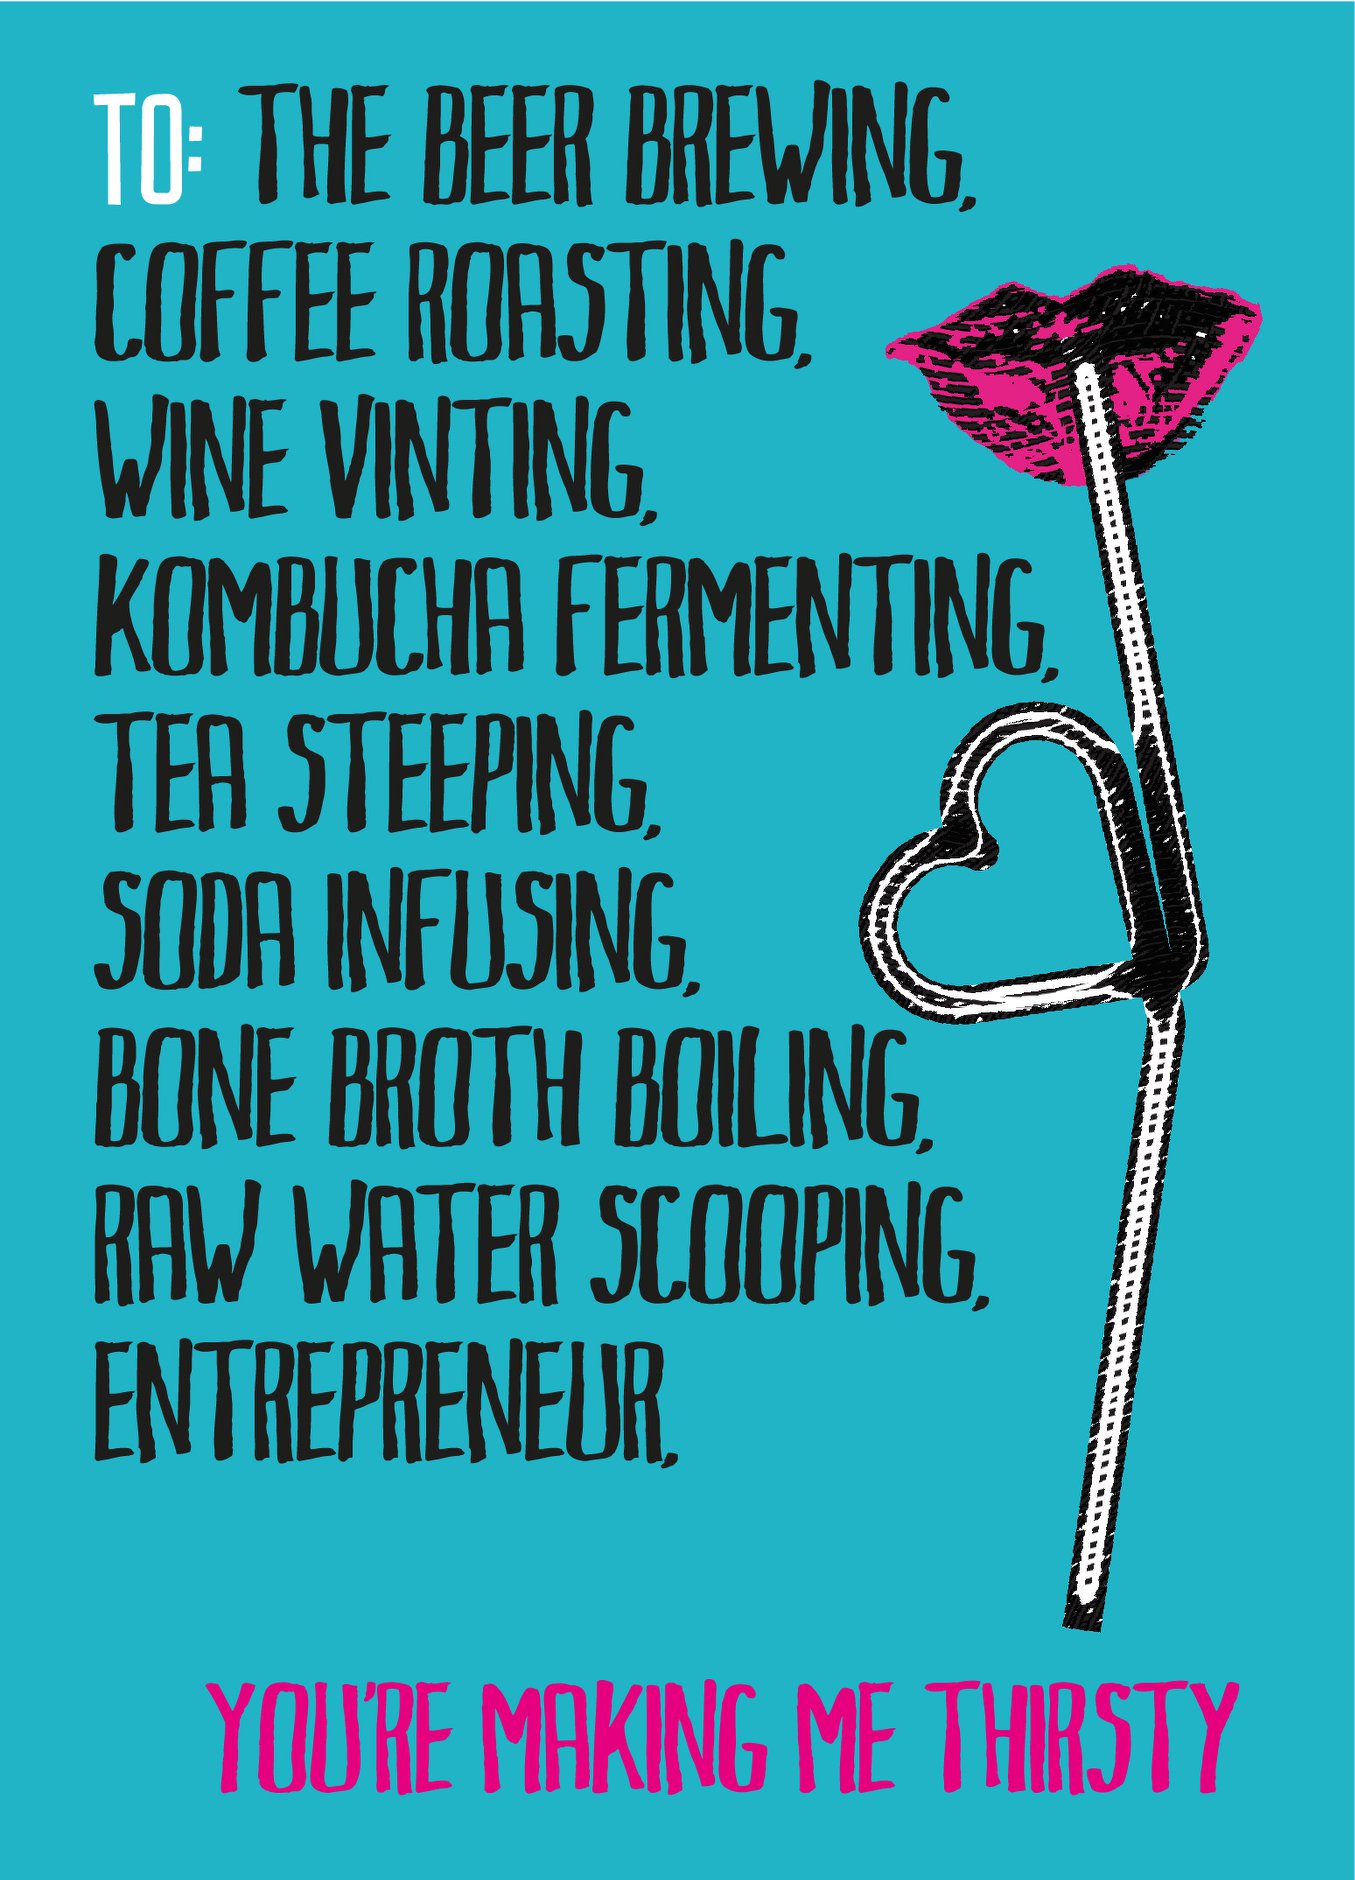 TO: THE BEER BREWING,
COFFEE ROASTING,
WINE VINTING,
KOMBUCHA FERMENTING,
TEA STEEPING,
SODA INFUSING,
BONE BROTH BOILING,
RAW WATER SCOOPING,
ENTREPRENEUR,
YOU'RE MAKING ME THIRSTY